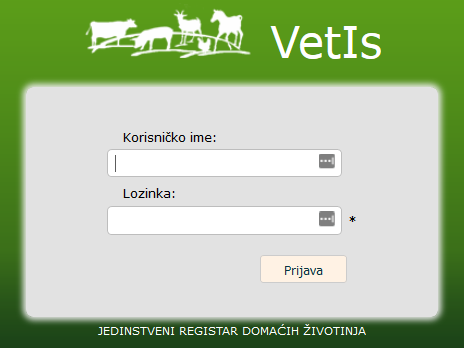 VetIs
Korisničko ime:
Lozinka:
*
Prijava
JEDINSTVENI REGISTAR DOMAĆIH ŽIVOTINJA